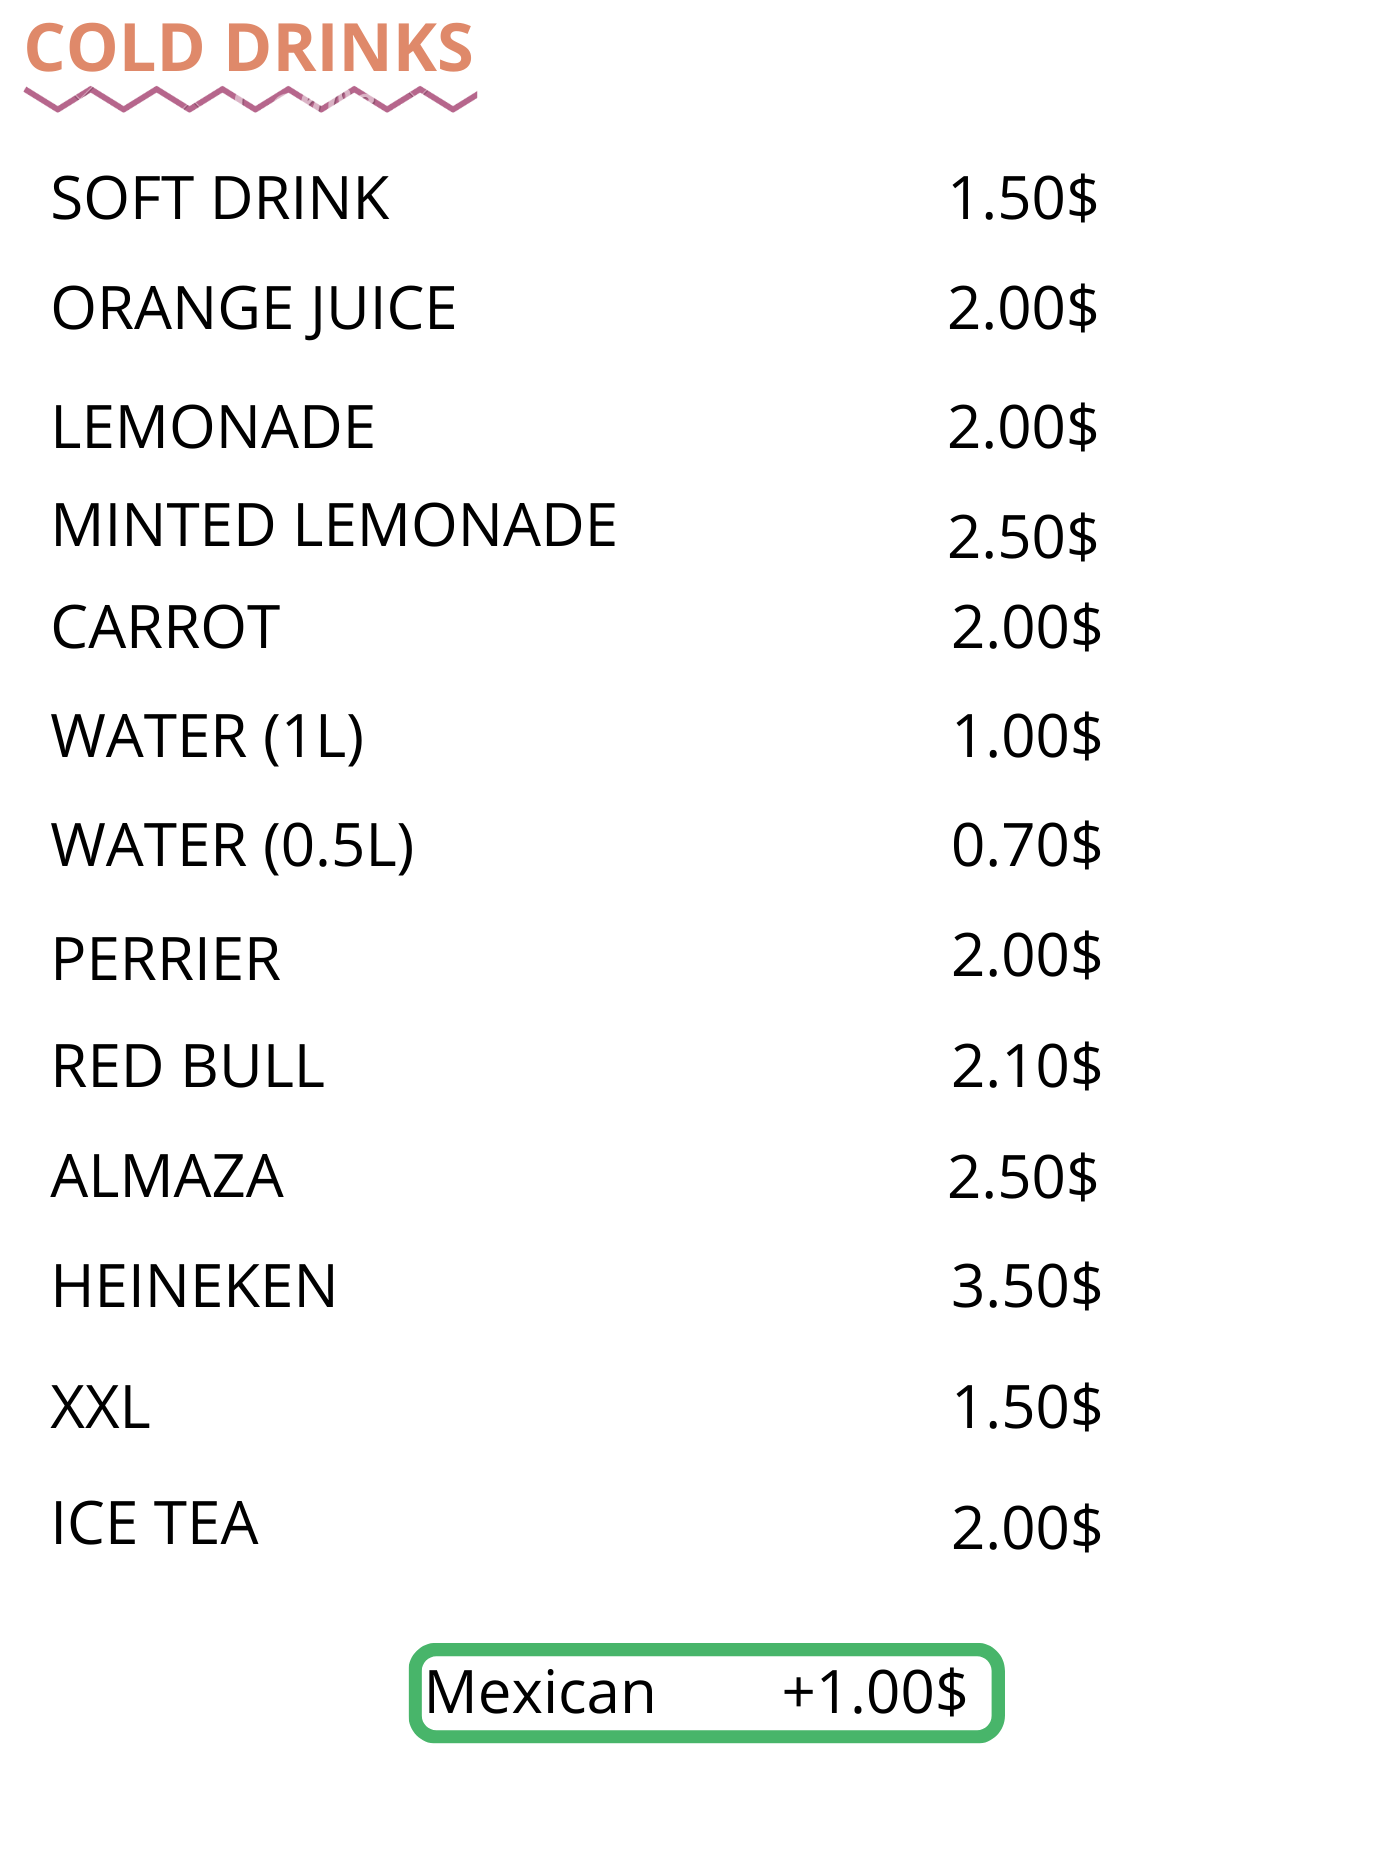 COLD DRINKS
SOFT DRINK 1.50$
ORANGE JUICE 2.00$
LEMONADE 2.00$
MINTED LEMONADE 2.50$
CARROT 2.00$
WATER (1L) 1.00$
WATER (0.5L) 0.70$
PERRIER 2.00$
RED BULL 2.10$
ALMAZA 2.50$
HEINEKEN 3.50$
XXL 1.50$
ICE TEA 2.00$
Mexican +1.00$